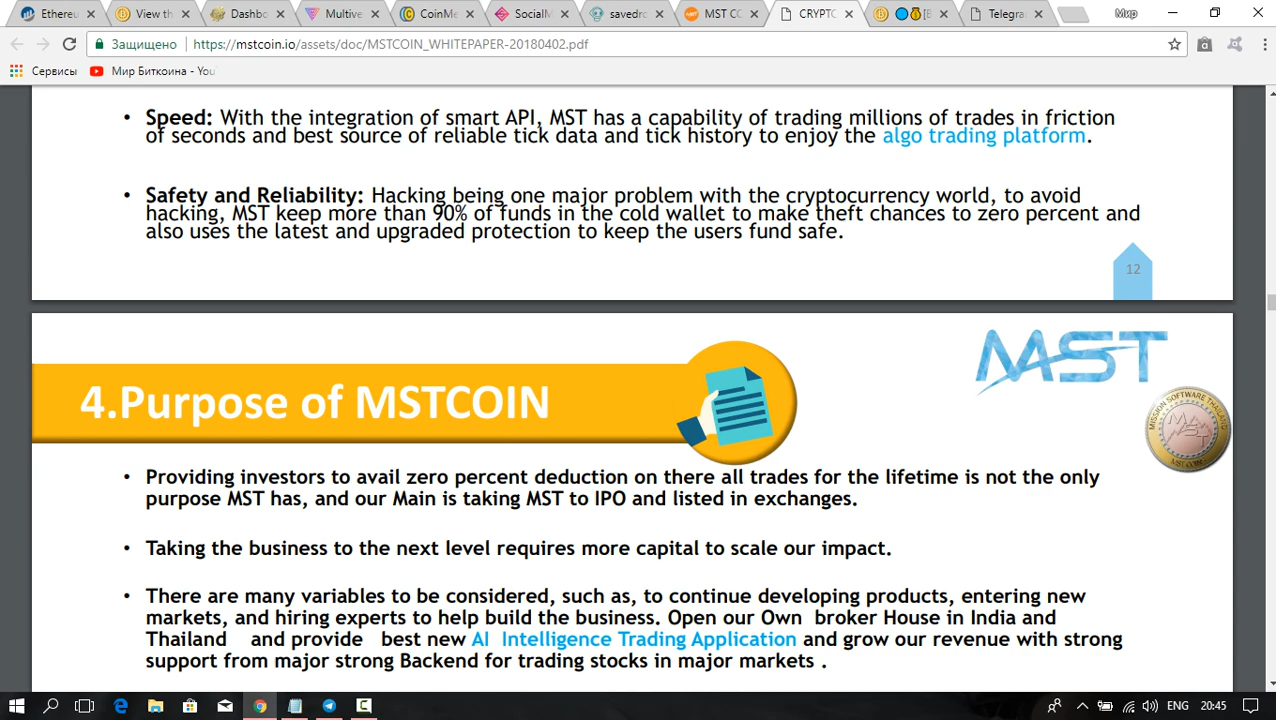 Ethereu
View th
Dashbo
Multive
CoinMe
SocialM
savedro
MST CO
CRYPTC
[B
Telegra
Мир
Защищено
https://mstcoin.io/assets/doc/MSTCOIN_WHITEPAPER-20180402.pdf
Сервисы
Мир Биткоина - You
• Speed: With the integration of smart API, MST has a capability of trading millions of trades in friction
of seconds and best source of reliable tick data and tick history to enjoy the algo trading platform.
• Safety and Reliability: Hacking being one major problem with the cryptocurrency world, to avoid
hacking, MST keep more than 90% of funds in the cold wallet to make theft chances to zero percent and
also uses the latest and upgraded protection to keep the users fund safe.
12
MST
4.Purpose of MSTCOIN
MISSION SOFTWARE THAILAND
MST
MST COIN
• Providing investors to avail zero percent deduction on there all trades for the lifetime is not the only
purpose MST has, and our Main is taking MST to IPO and listed in exchanges.
• Taking the business to the next level requires more capital to scale our impact.
• There are many variables to be considered, such as, to continue developing products, entering new
markets, and hiring experts to help build the business. Open our Own broker House in India and
Thailand and provide best new AI Intelligence Trading Application and grow our revenue with strong
support from major strong Backend for trading stocks in major markets .
ENG
20:45